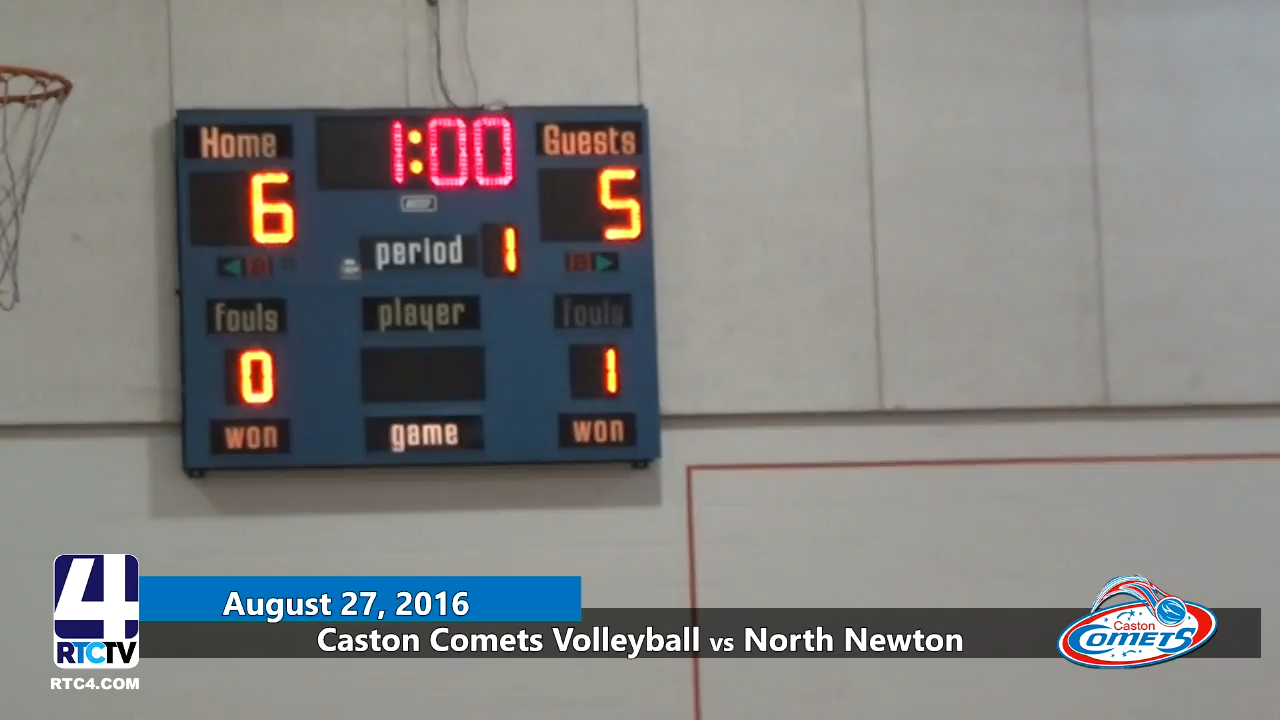 Home 1:00 Guests
6 5
period 1
fouls player fouls
0 1
won game won
4
RTCTV
RTC4.COM
August 27, 2016
Caston Comets Volleyball vs North Newton
Caston
COMETS